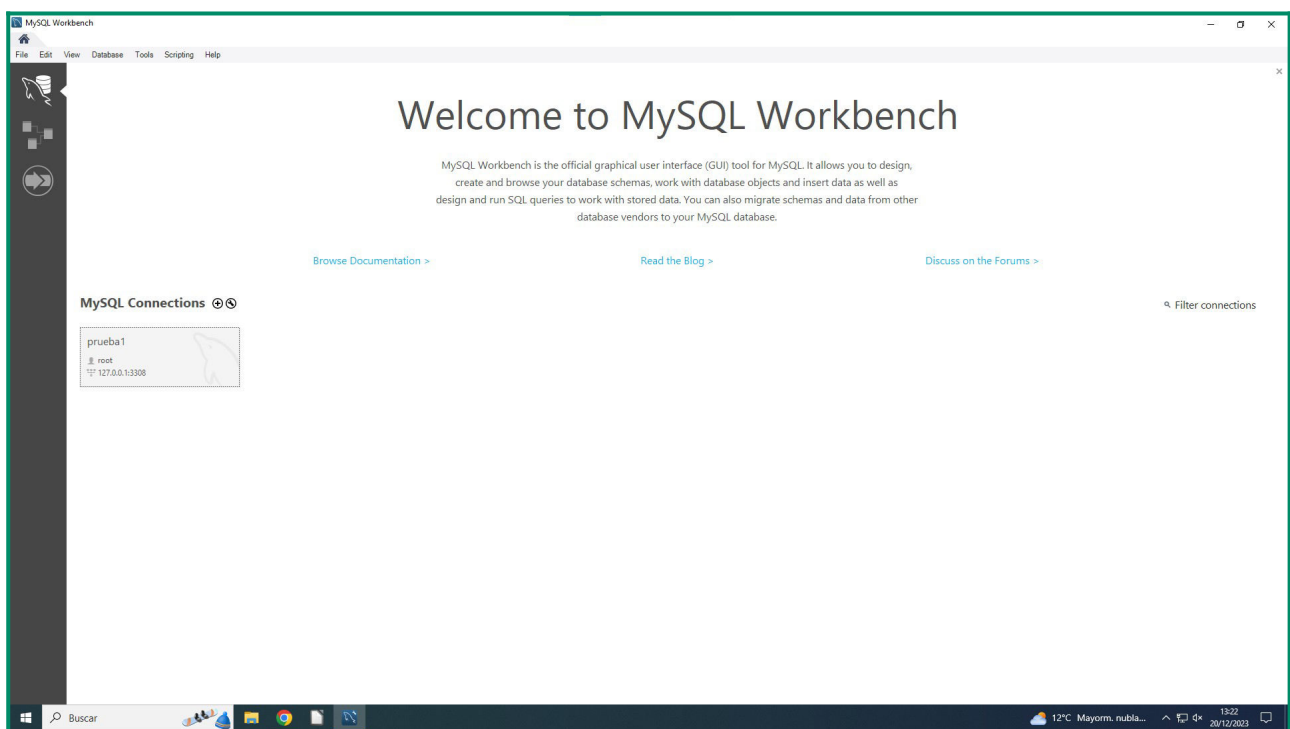 MySQL Workbench
File Edit View Database Tools Scripting Help
Welcome to MySQL Workbench
MySQL Workbench is the official graphical user interface (GUI) tool for MySQL. It allows you to design,
create and browse your database schemas, work with database objects and insert data as well as
design and run SQL queries to work with stored data. You can also migrate schemas and data from other
database vendors to your MySQL database.
Browse Documentation > Read the Blog > Discuss on the Forums >
MySQL Connections Filter connections
prueba1
root
127.0.0.1:3308
Buscar 12°C Mayorm. nubla... 13:22
20/12/2023